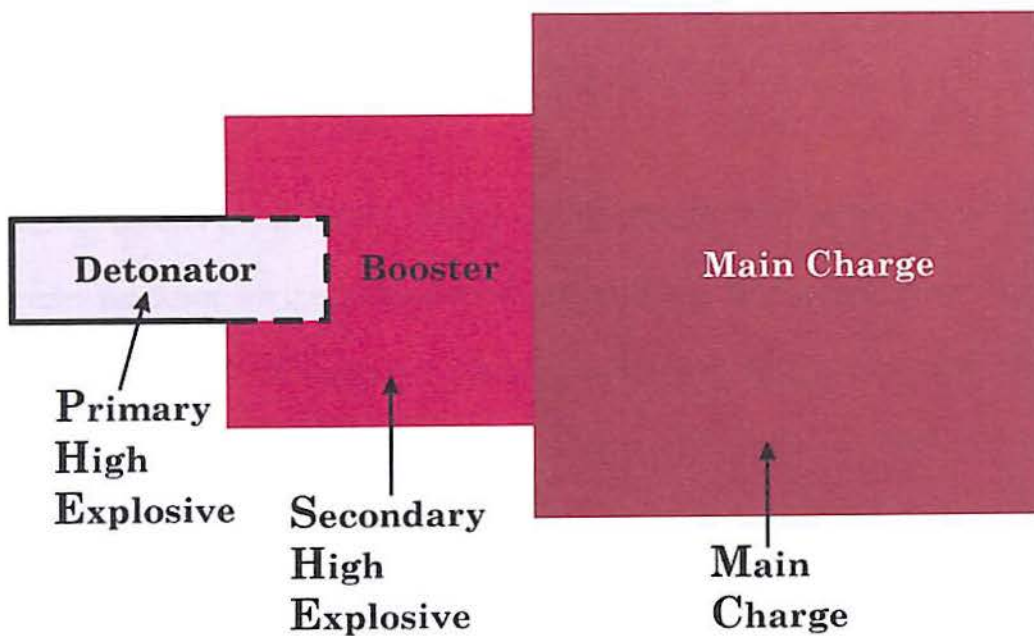 Detonator
Booster
Main Charge
Primary
High
Explosive
Secondary
High
Explosive
Main
Charge